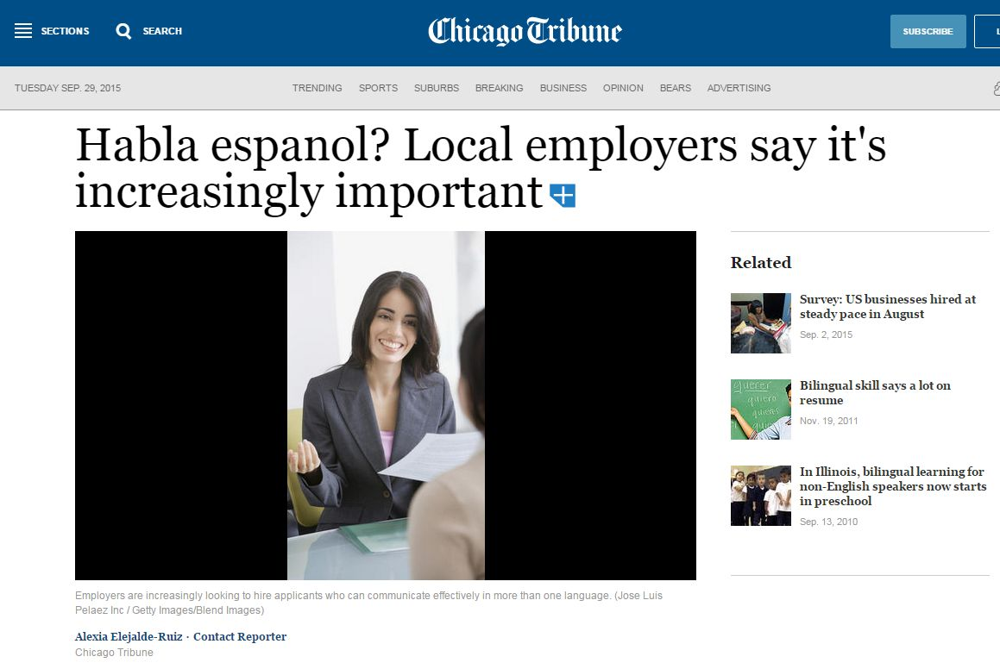 SECTIONS
SEARCH
Chicago Tribune
SUBSCRIBE
TUESDAY SEP. 29, 2015
TRENDING SPORTS SUBURBS BREAKING BUSINESS OPINION BEARS ADVERTISING
Habla espanol? Local employers say it's
increasingly important
Employers are increasingly looking to hire applicants who can communicate effectively in more than one language. (Jose Luis
Pelaez Inc / Getty Images/Blend Images)
Alexia Elejalde-Ruiz · Contact Reporter
Chicago Tribune
Related
Survey: US businesses hired at
steady pace in August
Sep. 2, 2015
querer
quiero
quieres
Bilingual skill says a lot on
resume
Nov. 19, 2011
In Illinois, bilingual learning for
non-English speakers now starts
in preschool
Sep. 13, 2010